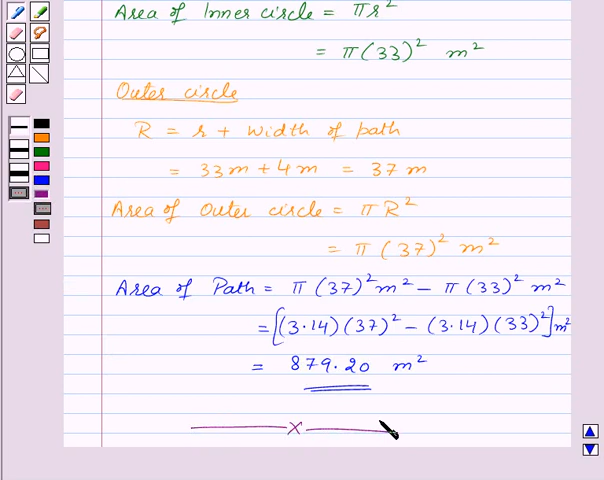 Area of Inner circle = πr²
= π(33)² m²
Outer circle
R = r + width of path
= 33m + 4m = 37m
Area of Outer circle = πR²
= π(37)² m²
Area of Path = π(37)²m² - π(33)² m²
= [(3.14)(37)² - (3.14)(33)²]m²
= 879.20 m²
x